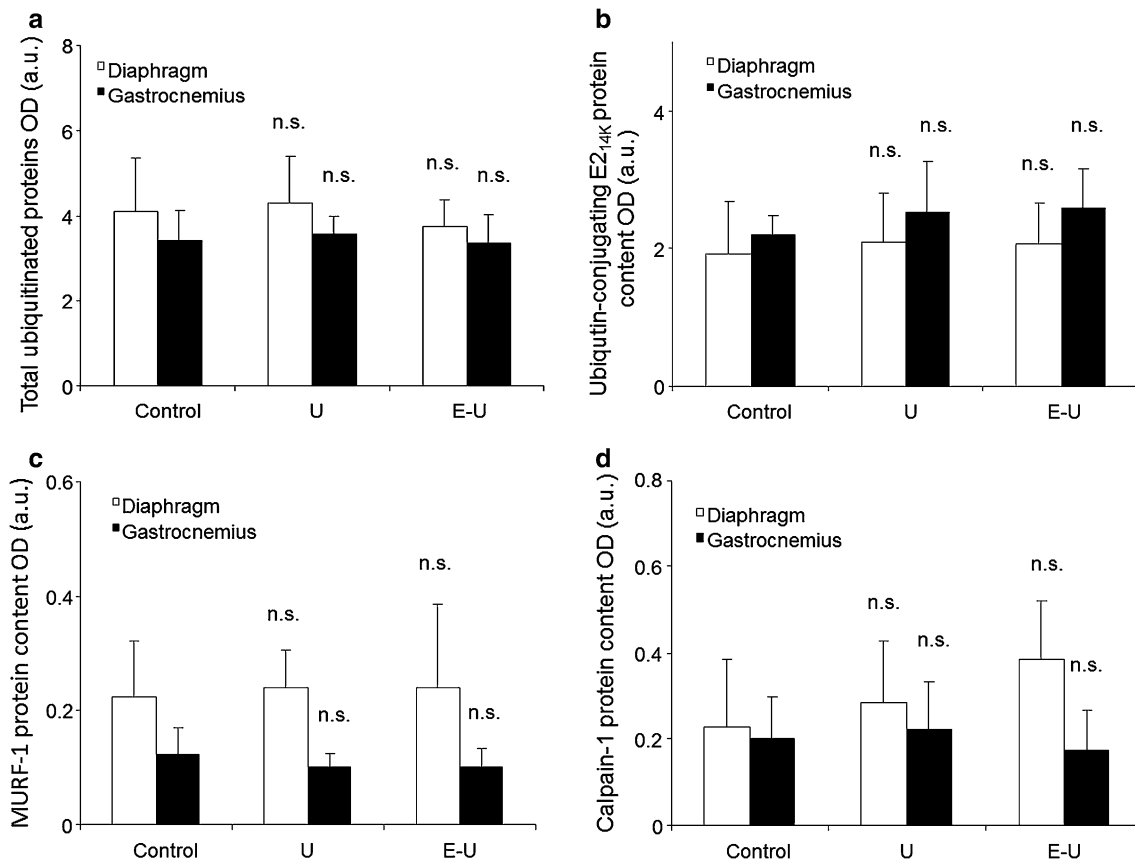 a
Total ubiquitinated proteins OD (a.u.)
8
6
4
2
0
Diaphragm
Gastrocnemius
n.s.
n.s.
n.s.
n.s.
Control
U
E-U
b
Ubiqutin-conjugating E2₁₄ₖ protein
content OD (a.u.)
4
2
0
Diaphragm
Gastrocnemius
n.s.
n.s.
n.s.
n.s.
Control
U
E-U
c
MURF-1 protein content OD (a.u.)
0.6
0.4
0.2
0
Diaphragm
Gastrocnemius
n.s.
n.s.
n.s.
n.s.
Control
U
E-U
d
Calpain-1 protein content OD (a.u.)
0.8
0.6
0.4
0.2
0
Diaphragm
Gastrocnemius
n.s.
n.s.
n.s.
n.s.
Control
U
E-U